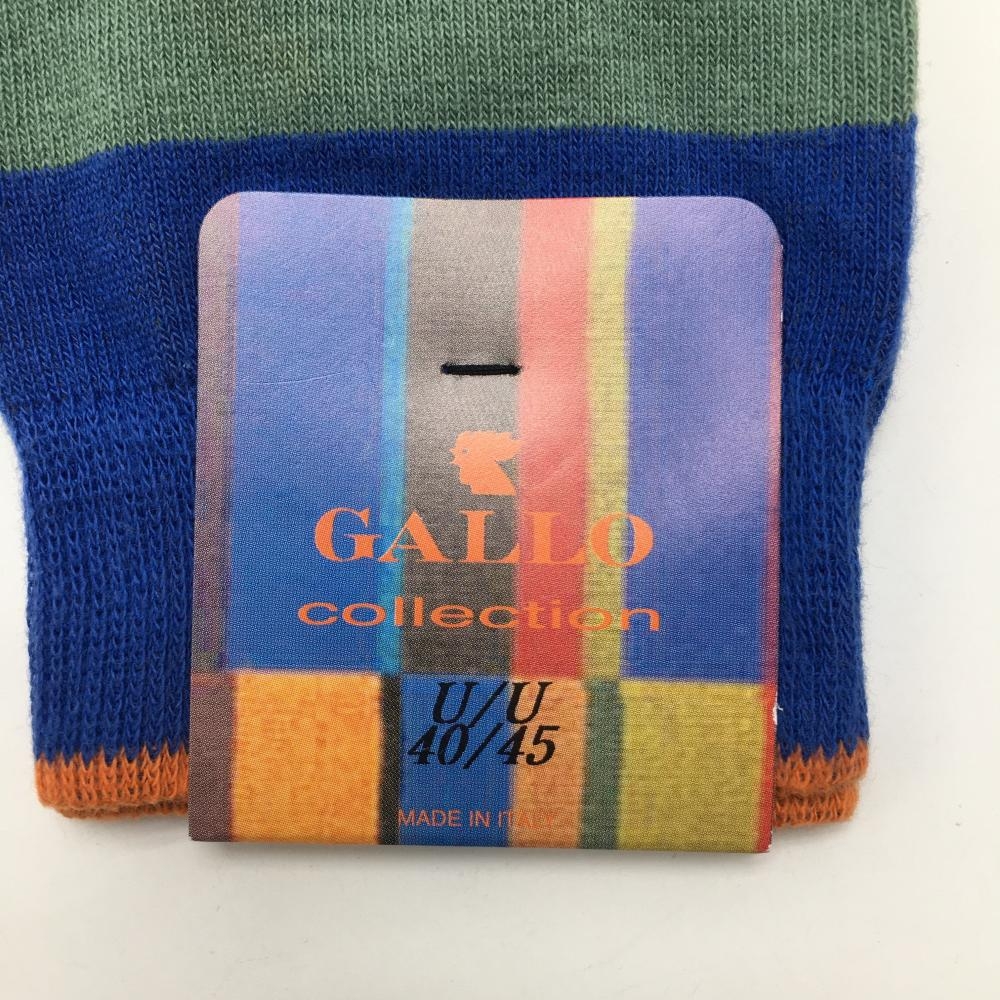 GALLO
collection
U/U
40/45
MADE IN ITALY